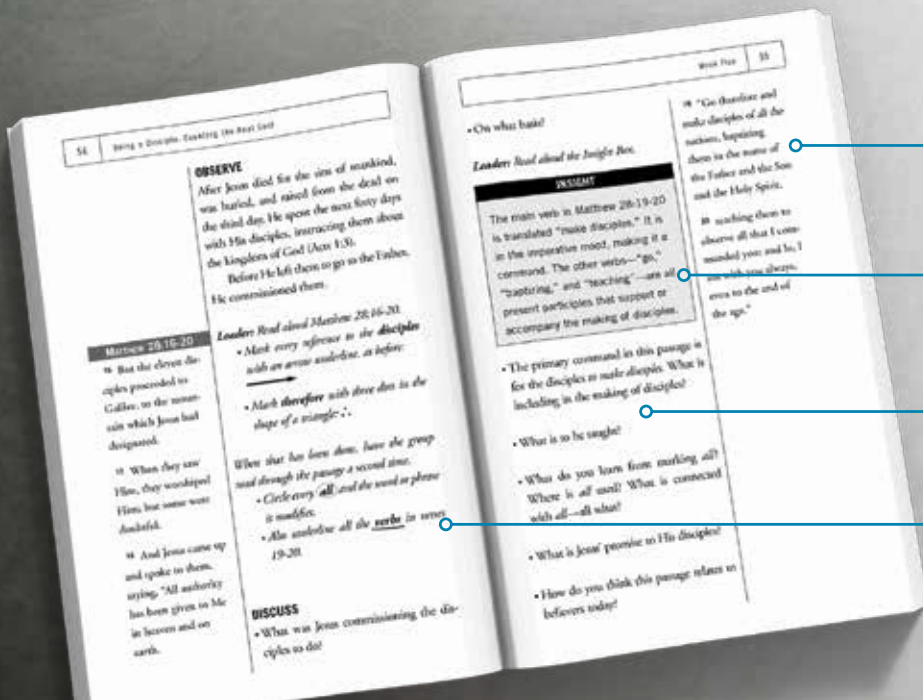 56
Being a Disciple: Counting the Real Cost
OBSERVE
After Jesus died for the sins of mankind,
was buried, and raised from the dead on
the third day, He spent the next forty days
with His disciples, instructing them about
the kingdom of God (Acts 1:3).
Before He left them to go to the Father,
He commissioned them.
Leader: Read aloud Matthew 28:16-20.
• Mark every reference to the disciples
with an arrow underline, as before:
• Mark therefore with three dots in the
shape of a triangle: ∴
When that has been done, have the group
read through the passage a second time.
• Circle every all and the word or phrase
it modifies.
• Also underline all the verbs in verses
19-20.
DISCUSS
• What was Jesus commissioning the dis-
ciples to do?
Matthew 28:16-20
16 But the eleven dis-
ciples proceeded to
Galilee, to the moun-
tain which Jesus had
designated.
17 When they saw
Him, they worshiped
Him; but some were
doubtful.
18 And Jesus came up
and spoke to them,
saying, "All authority
has been given to Me
in heaven and on
earth.
Week Five
55
• On what basis?
Leader: Read aloud the Insight Box.
INSIGHT
The main verb in Matthew 28:19-20
is translated "make disciples." It is
in the imperative mood, making it a
command. The other verbs—"go,"
"baptizing," and "teaching"—are all
present participles that support or
accompany the making of disciples.
• The primary command in this passage is
for the disciples to make disciples. What is
including in the making of disciples?
• What is to be taught?
• What do you learn from marking all?
Where is all used? What is connected
with all—all what?
• What is Jesus' promise to His disciples?
• How do you think this passage relates to
believers today?
19 "Go therefore and
make disciples of all the
nations, baptizing
them in the name of
the Father and the Son
and the Holy Spirit,
20 teaching them to
observe all that I com-
manded you; and lo, I
am with you always,
even to the end of
the age."